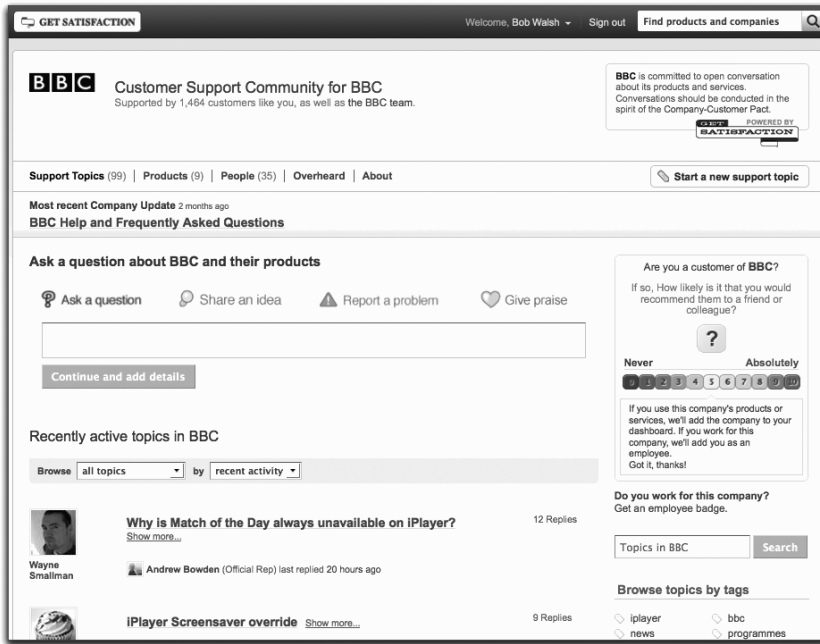 GET SATISFACTION
Welcome, Bob Walsh
Sign out
Find products and companies
BBC
Customer Support Community for BBC
Supported by 1,464 customers like you, as well as the BBC team.
BBC is committed to open conversation
about its products and services.
Conversations should be conducted in the
spirit of the Company-Customer Pact.
POWERED BY
GET
SATISFACTION
Support Topics (99) | Products (9) | People (35) | Overheard | About
Start a new support topic
Most recent Company Update 2 months ago
BBC Help and Frequently Asked Questions
Ask a question about BBC and their products
Ask a question
Share an idea
Report a problem
Give praise
Continue and add details
Are you a customer of BBC?
If so, How likely is it that you would
recommend them to a friend or
colleague?
?
Never Absolutely
0 1 2 3 4 5 6 7 8 9 10
If you use this company's products or
services, we'll add the company to your
dashboard. If you work for this
company, we'll add you as an
employee.
Got it, thanks!
Recently active topics in BBC
Browse all topics by recent activity
Do you work for this company?
Get an employee badge.
Topics in BBC
Search
Why is Match of the Day always unavailable on iPlayer?
12 Replies
Show more...
Wayne
Smallman
Andrew Bowden (Official Rep) last replied 20 hours ago
Browse topics by tags
iplayer
bbc
news
programmes
iPlayer Screensaver override Show more...
9 Replies